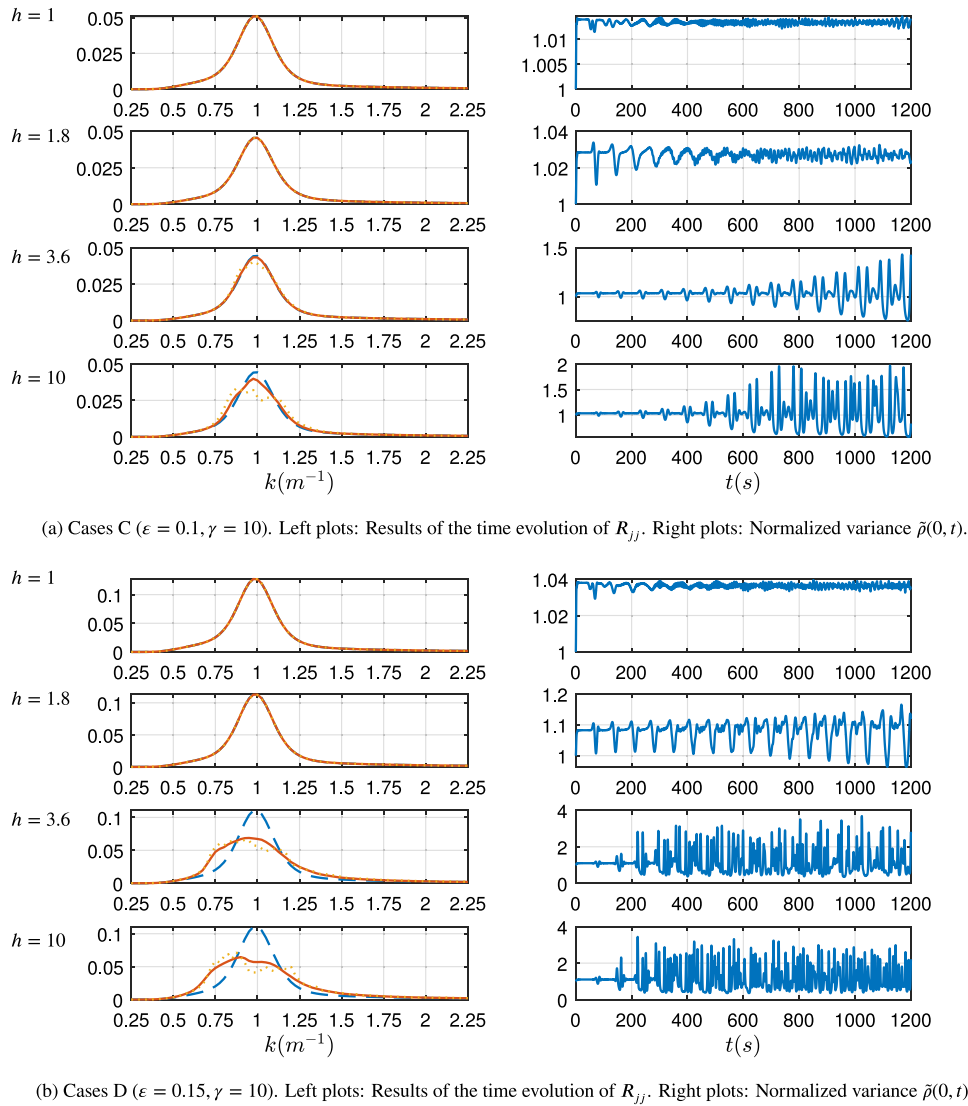 h = 1
0.05
0.025
0
0.25 0.5 0.75 1 1.25 1.5 1.75 2 2.25
1.01
1.005
1
0 200 400 600 800 1000 1200
h = 1.8
0.05
0.025
0
0.25 0.5 0.75 1 1.25 1.5 1.75 2 2.25
1.04
1.02
1
0 200 400 600 800 1000 1200
h = 3.6
0.05
0.025
0
0.25 0.5 0.75 1 1.25 1.5 1.75 2 2.25
1.5
1
0 200 400 600 800 1000 1200
h = 10
0.05
0.025
0
0.25 0.5 0.75 1 1.25 1.5 1.75 2 2.25
k(m⁻¹)
2
1.5
1
0 200 400 600 800 1000 1200
t(s)
(a) Cases C (ε = 0.1, γ = 10). Left plots: Results of the time evolution of R_jj. Right plots: Normalized variance ρ̃(0, t).
h = 1
0.1
0.05
0
0.25 0.5 0.75 1 1.25 1.5 1.75 2 2.25
1.04
1.02
1
0 200 400 600 800 1000 1200
h = 1.8
0.1
0.05
0
0.25 0.5 0.75 1 1.25 1.5 1.75 2 2.25
1.2
1.1
1
0 200 400 600 800 1000 1200
h = 3.6
0.1
0.05
0
0.25 0.5 0.75 1 1.25 1.5 1.75 2 2.25
4
2
0
0 200 400 600 800 1000 1200
h = 10
0.1
0.05
0
0.25 0.5 0.75 1 1.25 1.5 1.75 2 2.25
k(m⁻¹)
4
2
0
0 200 400 600 800 1000 1200
t(s)
(b) Cases D (ε = 0.15, γ = 10). Left plots: Results of the time evolution of R_jj. Right plots: Normalized variance ρ̃(0, t)